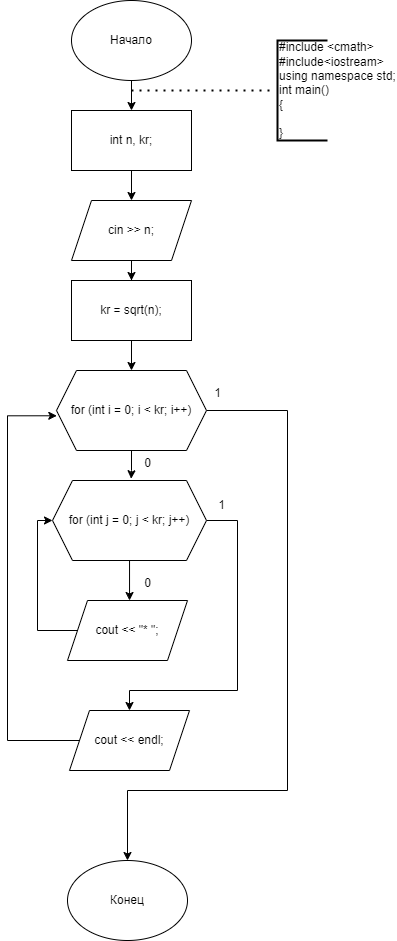 Начало
#include <cmath>
#include<iostream>
using namespace std;
int main()
{
}
int n, kr;
cin >> n;
kr = sqrt(n);
for (int i = 0; i < kr; i++)
1
0
for (int j = 0; j < kr; j++)
1
0
cout << "* ";
cout << endl;
Конец